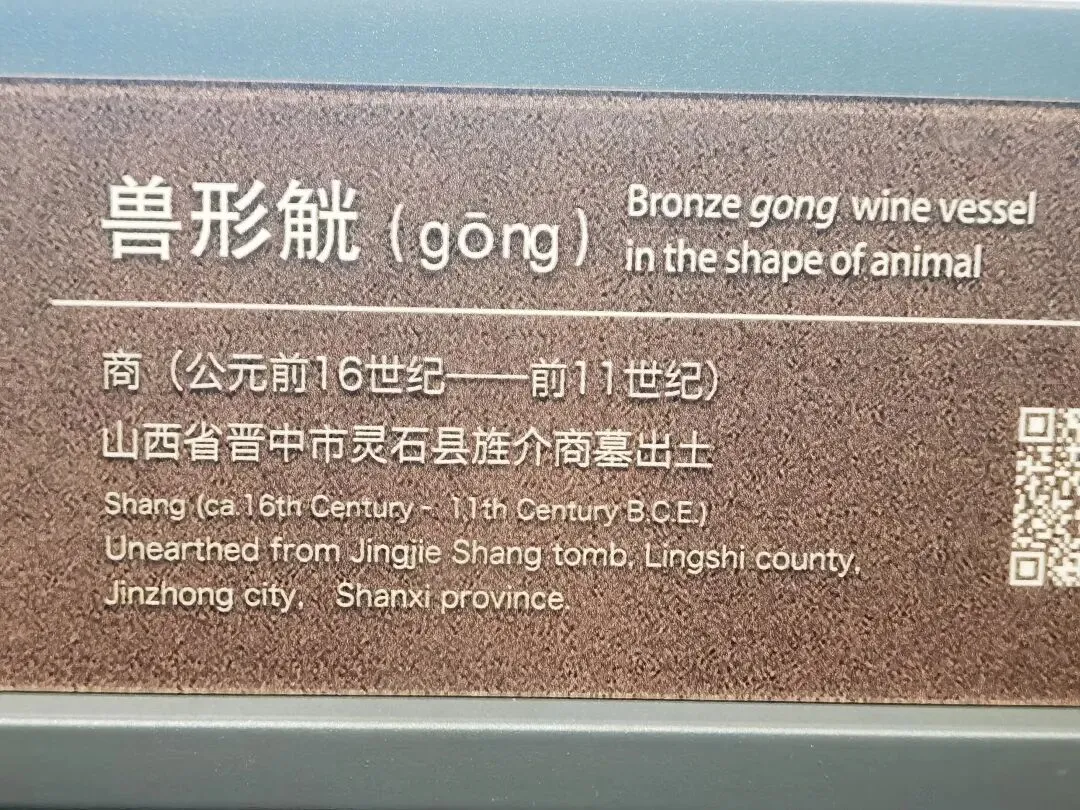 兽形觥（gōng）
Bronze gong wine vessel
in the shape of animal
商（公元前16世纪——前11世纪）
山西省晋中市灵石县旌介商墓出土
Shang (ca.16th Century - 11th Century B.C.E.)
Unearthed from Jingjie Shang tomb, Lingshi county,
Jinzhong city, Shanxi province.